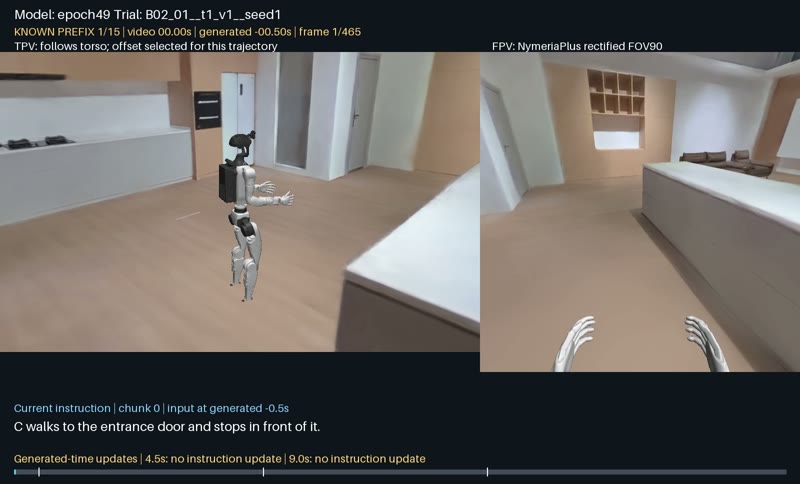 Model: epoch49 Trial: B02_01__t1_v1__seed1
KNOWN PREFIX 1/15 | video 00.00s | generated -00.50s | frame 1/465
TPV: follows torso; offset selected for this trajectory
FPV: NymeriaPlus rectified FOV90
Current instruction | chunk 0 | input at generated -0.5s
C walks to the entrance door and stops in front of it.
Generated-time updates | 4.5s: no instruction update | 9.0s: no instruction update